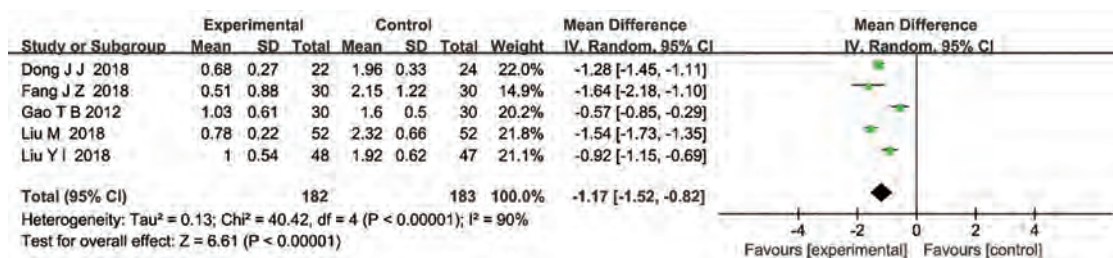 Experimental Control Mean Difference Mean Difference
Study or Subgroup Mean SD Total Mean SD Total Weight IV. Random, 95% CI IV. Random, 95% CI
Dong J J 2018 0.68 0.27 22 1.96 0.33 24 22.0% -1.28 [-1.45, -1.11]
Fang J Z 2018 0.51 0.88 30 2.15 1.22 30 14.9% -1.64 [-2.18, -1.10]
Gao T B 2012 1.03 0.61 30 1.6 0.5 30 20.2% -0.57 [-0.85, -0.29]
Liu M 2018 0.78 0.22 52 2.32 0.66 52 21.8% -1.54 [-1.73, -1.35]
Liu Y I 2018 1 0.54 48 1.92 0.62 47 21.1% -0.92 [-1.15, -0.69]
Total (95% CI) 182 183 100.0% -1.17 [-1.52, -0.82]
Heterogeneity: Tau² = 0.13; Chi² = 40.42, df = 4 (P < 0.00001); I² = 90%
Test for overall effect: Z = 6.61 (P < 0.00001)
-4 -2 0 2 4
Favours [experimental] Favours [control]